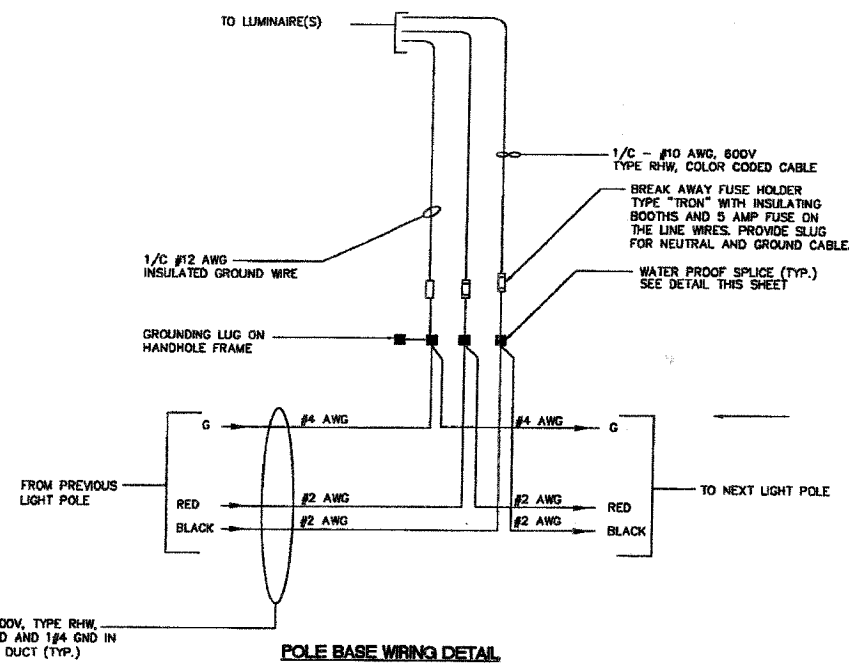 TO LUMINAIRE(S)
1/C - #10 AWG, 600V
TYPE RHW, COLOR CODED CABLE
BREAK AWAY FUSE HOLDER
TYPE "TRON" WITH INSULATING
BOOTHS AND 5 AMP FUSE ON
THE LINE WIRES. PROVIDE SLUG
FOR NEUTRAL AND GROUND CABLE.
1/C #12 AWG
INSULATED GROUND WIRE
WATER PROOF SPLICE (TYP.)
SEE DETAIL THIS SHEET
GROUNDING LUG ON
HANDHOLE FRAME
G
#4 AWG
#4 AWG
G
FROM PREVIOUS
LIGHT POLE
TO NEXT LIGHT POLE
RED
#2 AWG
#2 AWG
RED
BLACK
#2 AWG
#2 AWG
BLACK
00V, TYPE RHW,
D AND 1#4 GND IN
DUCT (TYP.)
POLE BASE WIRING DETAIL